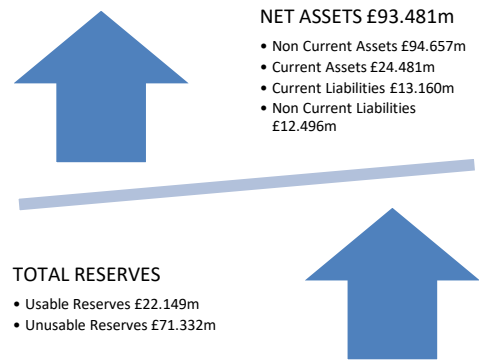 NET ASSETS £93.481m
• Non Current Assets £94.657m
• Current Assets £24.481m
• Current Liabilities £13.160m
• Non Current Liabilities
£12.496m
TOTAL RESERVES
• Usable Reserves £22.149m
• Unusable Reserves £71.332m